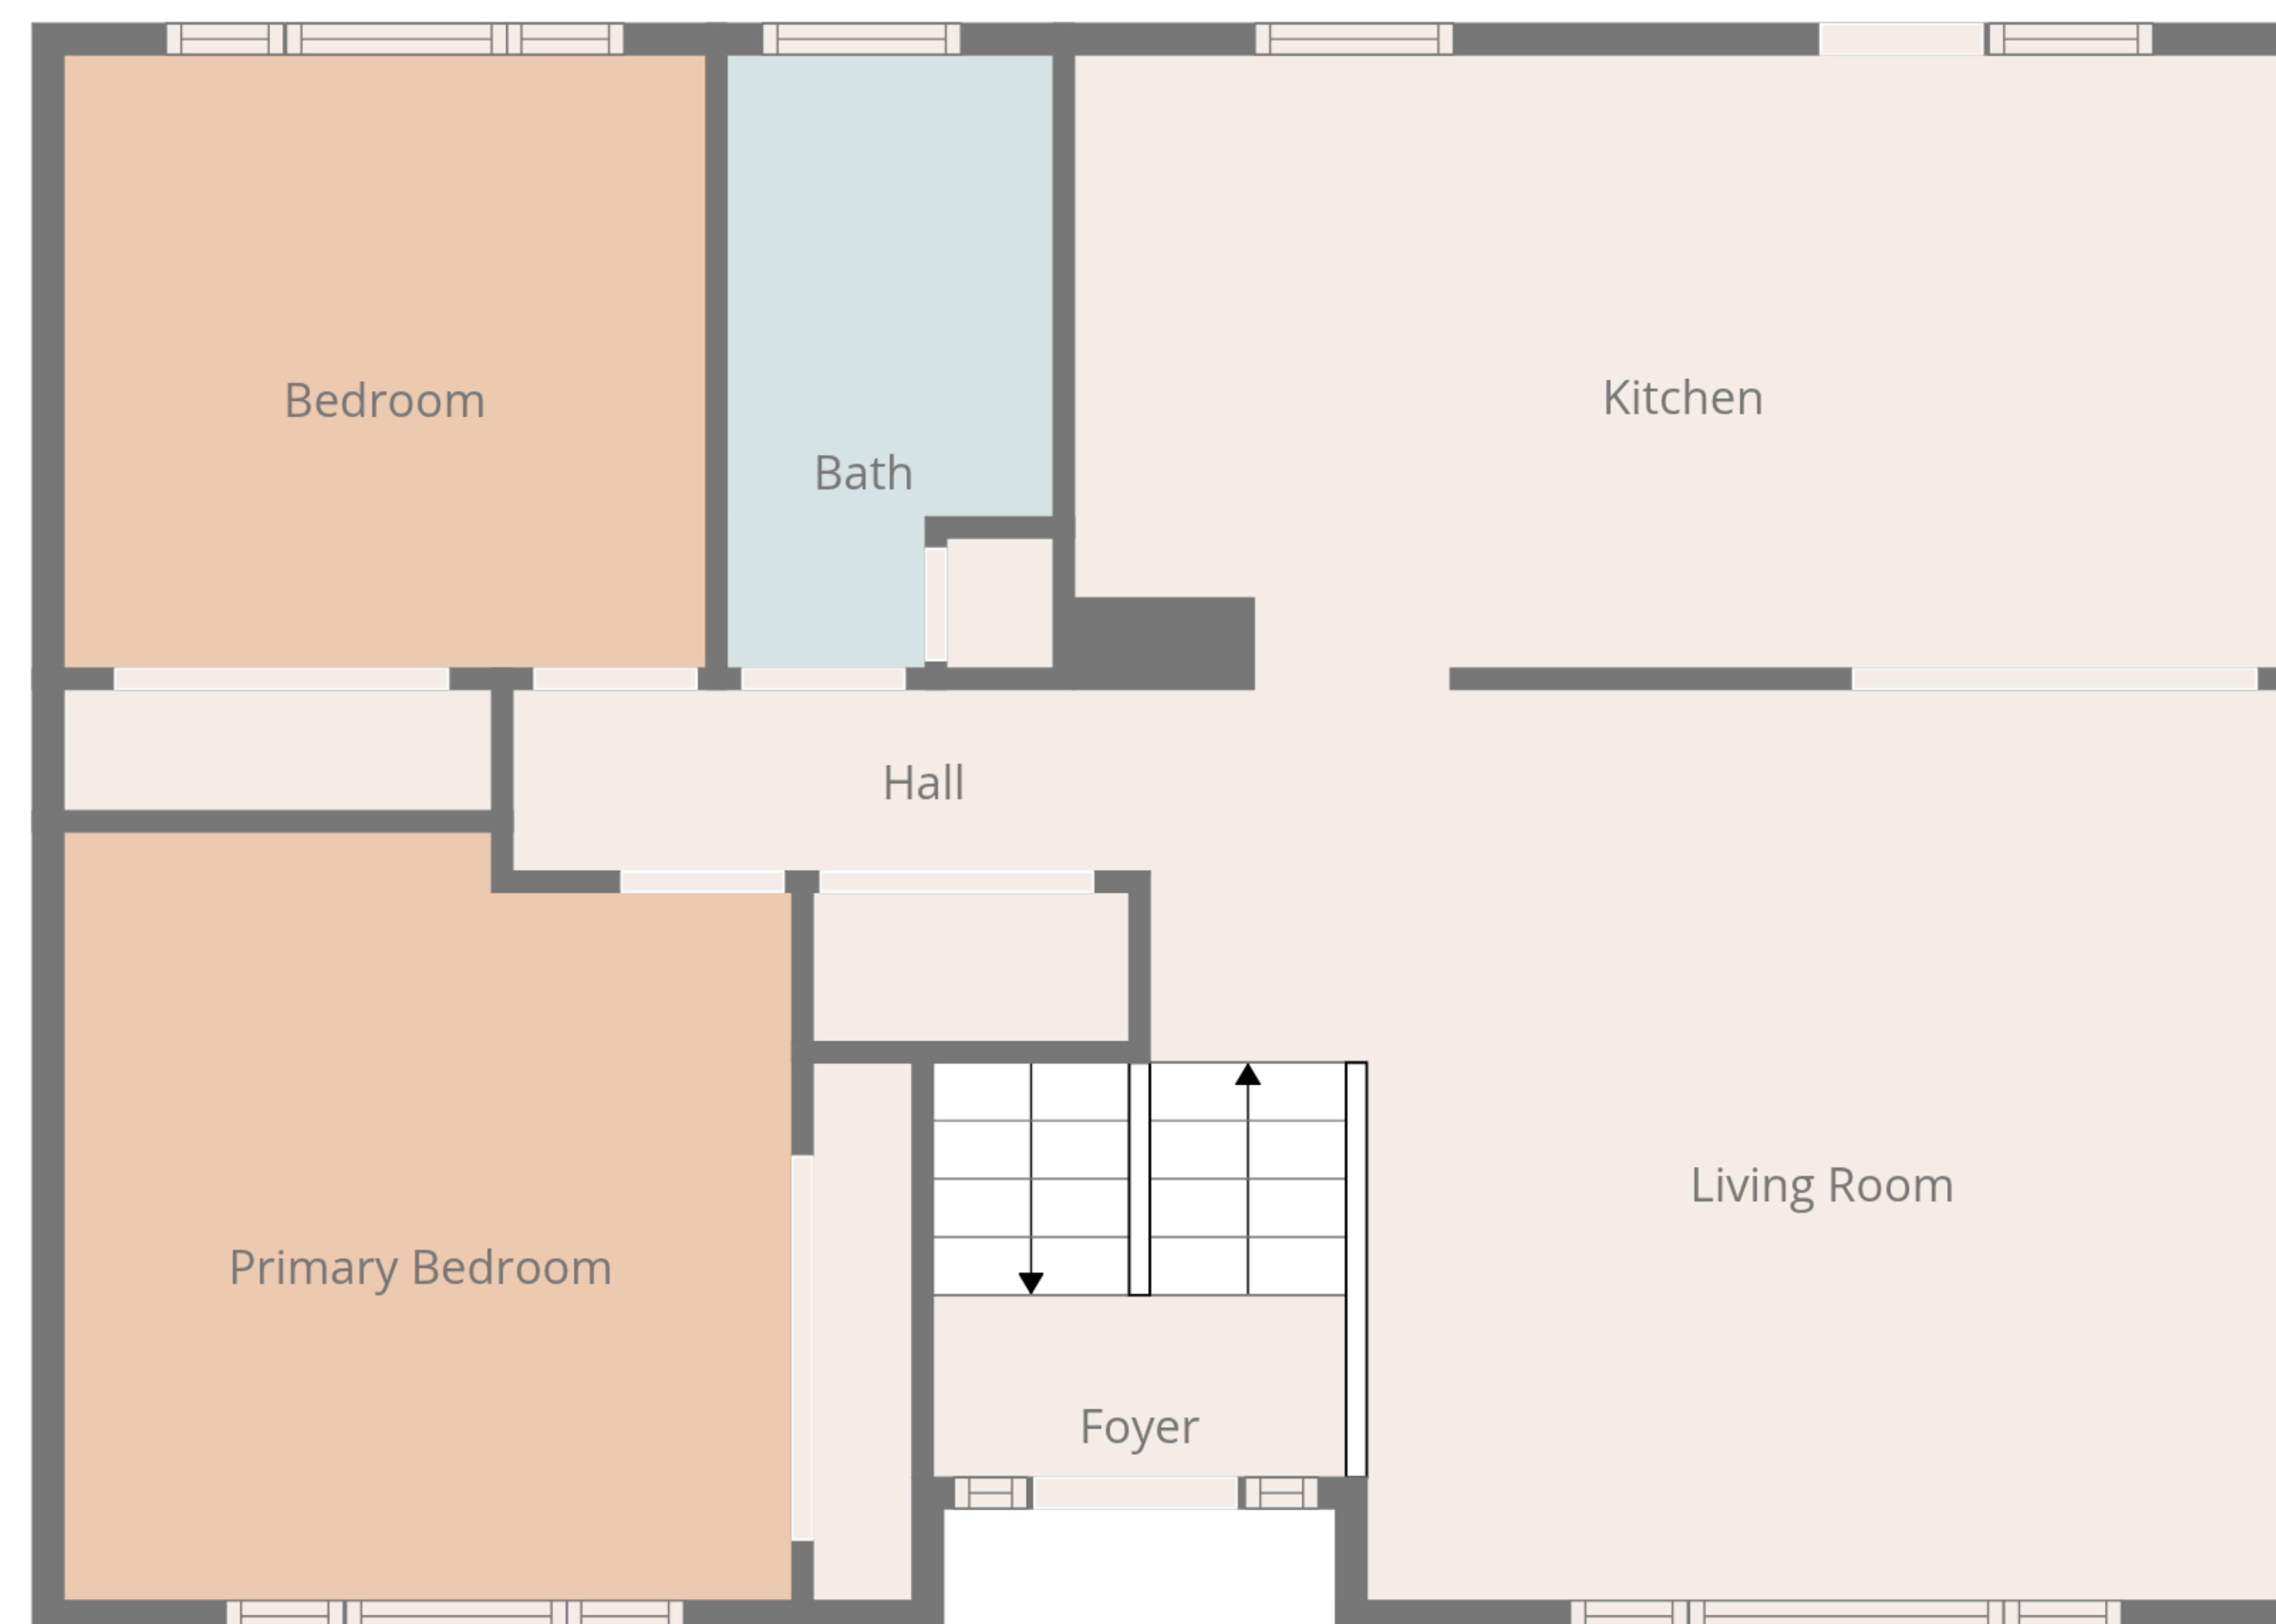 Bedroom
Kitchen
Bath
Hall
Living Room
Primary Bedroom
Foyer